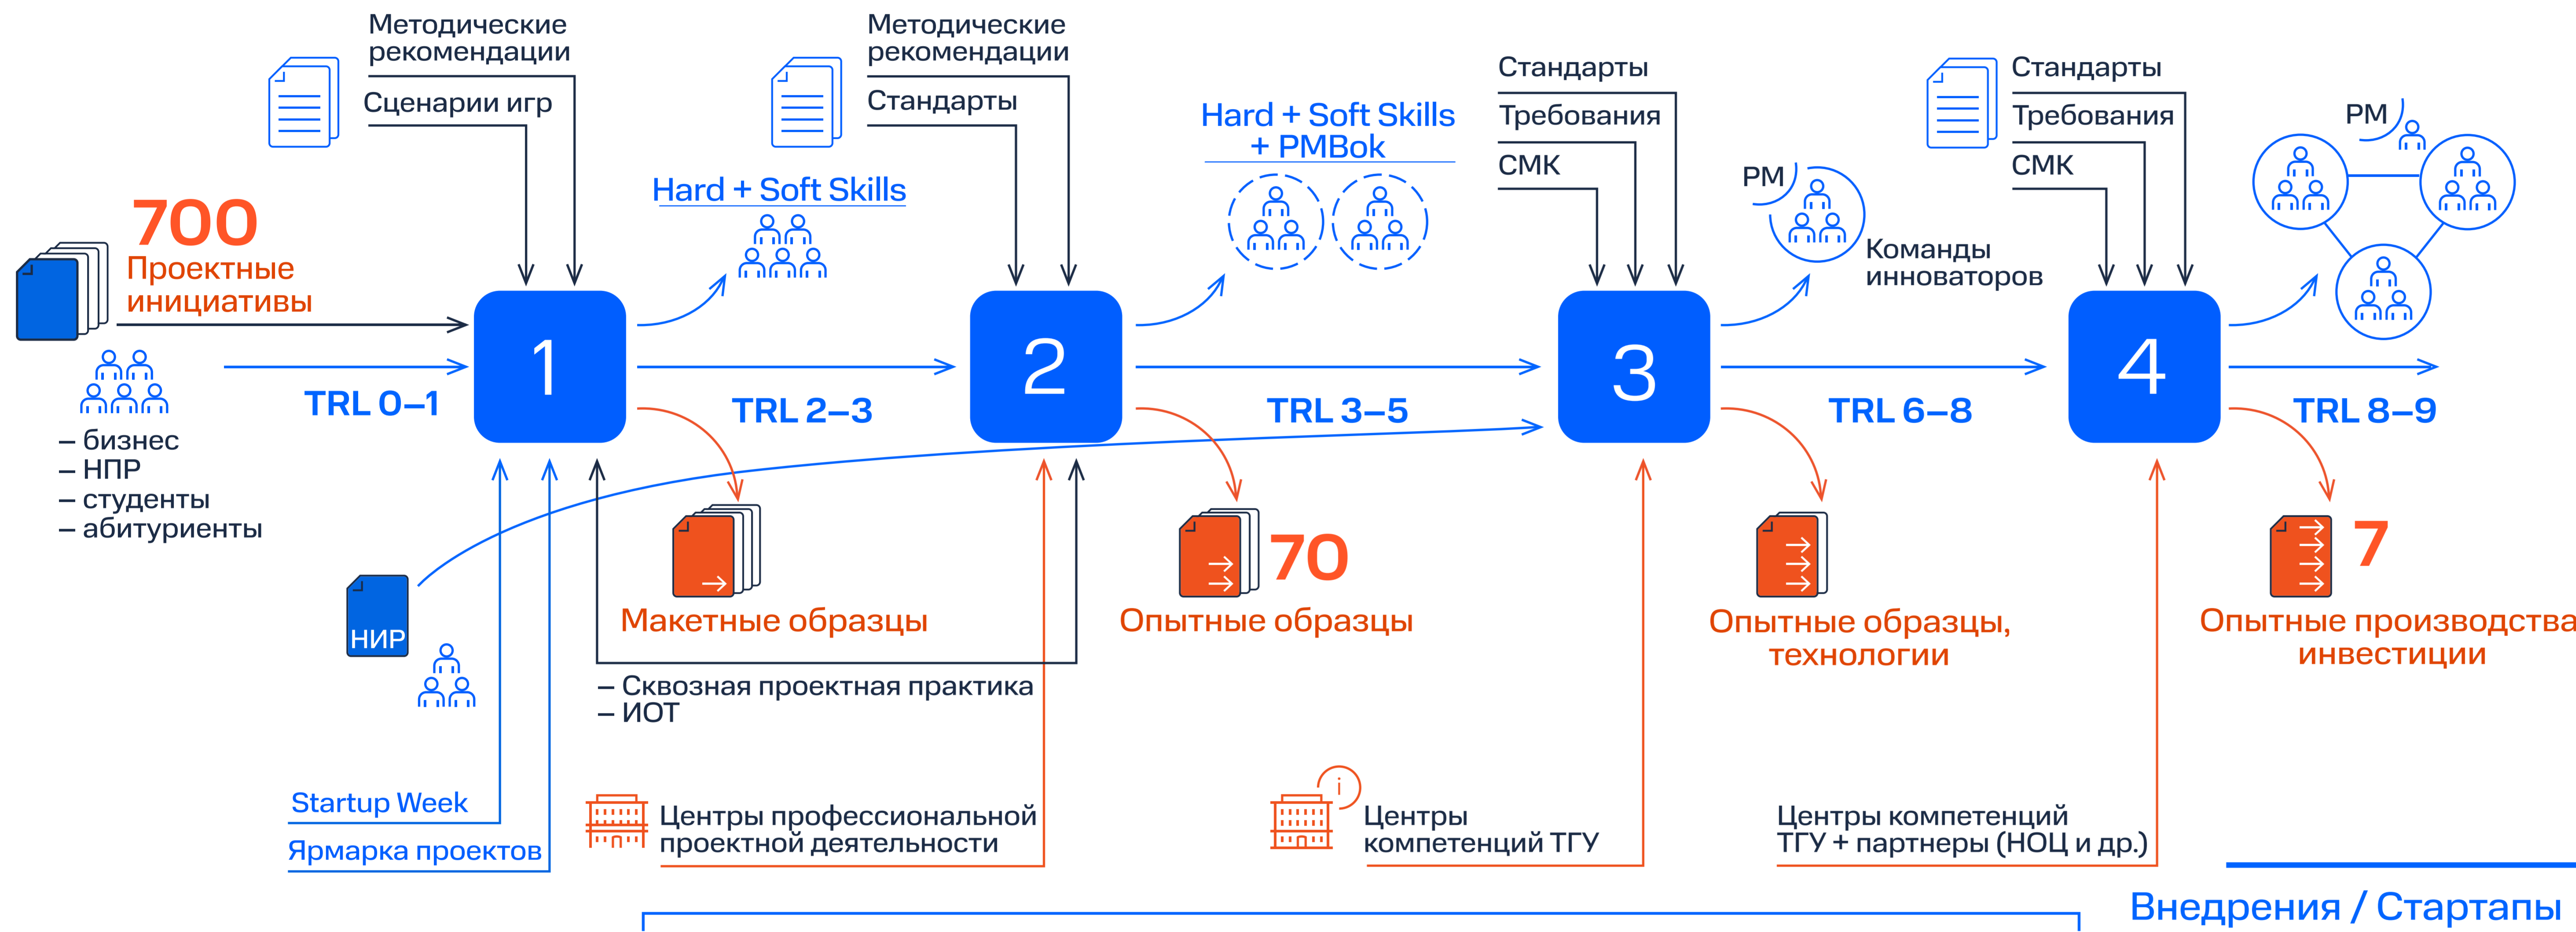 Методические
рекомендации
Сценарии игр
Методические
рекомендации
Стандарты
Hard + Soft Skills
Hard + Soft Skills
+ PMBok
Стандарты
Требования
СМК
PM
Команды
инноваторов
Стандарты
Требования
СМК
PM
700
Проектные
инициативы
1
2
3
4
TRL 0–1
TRL 2–3
TRL 3–5
TRL 6–8
TRL 8–9
– бизнес
– НПР
– студенты
– абитуриенты
НИР
Макетные образцы
70
Опытные образцы
Опытные образцы,
технологии
7
Опытные производства
инвестиции
– Сквозная проектная практика
– ИОТ
Startup Week
Ярмарка проектов
Центры профессиональной
проектной деятельности
i
Центры
компетенций ТГУ
Центры компетенций
ТГУ + партнеры (НОЦ и др.)
Внедрения / Стартапы